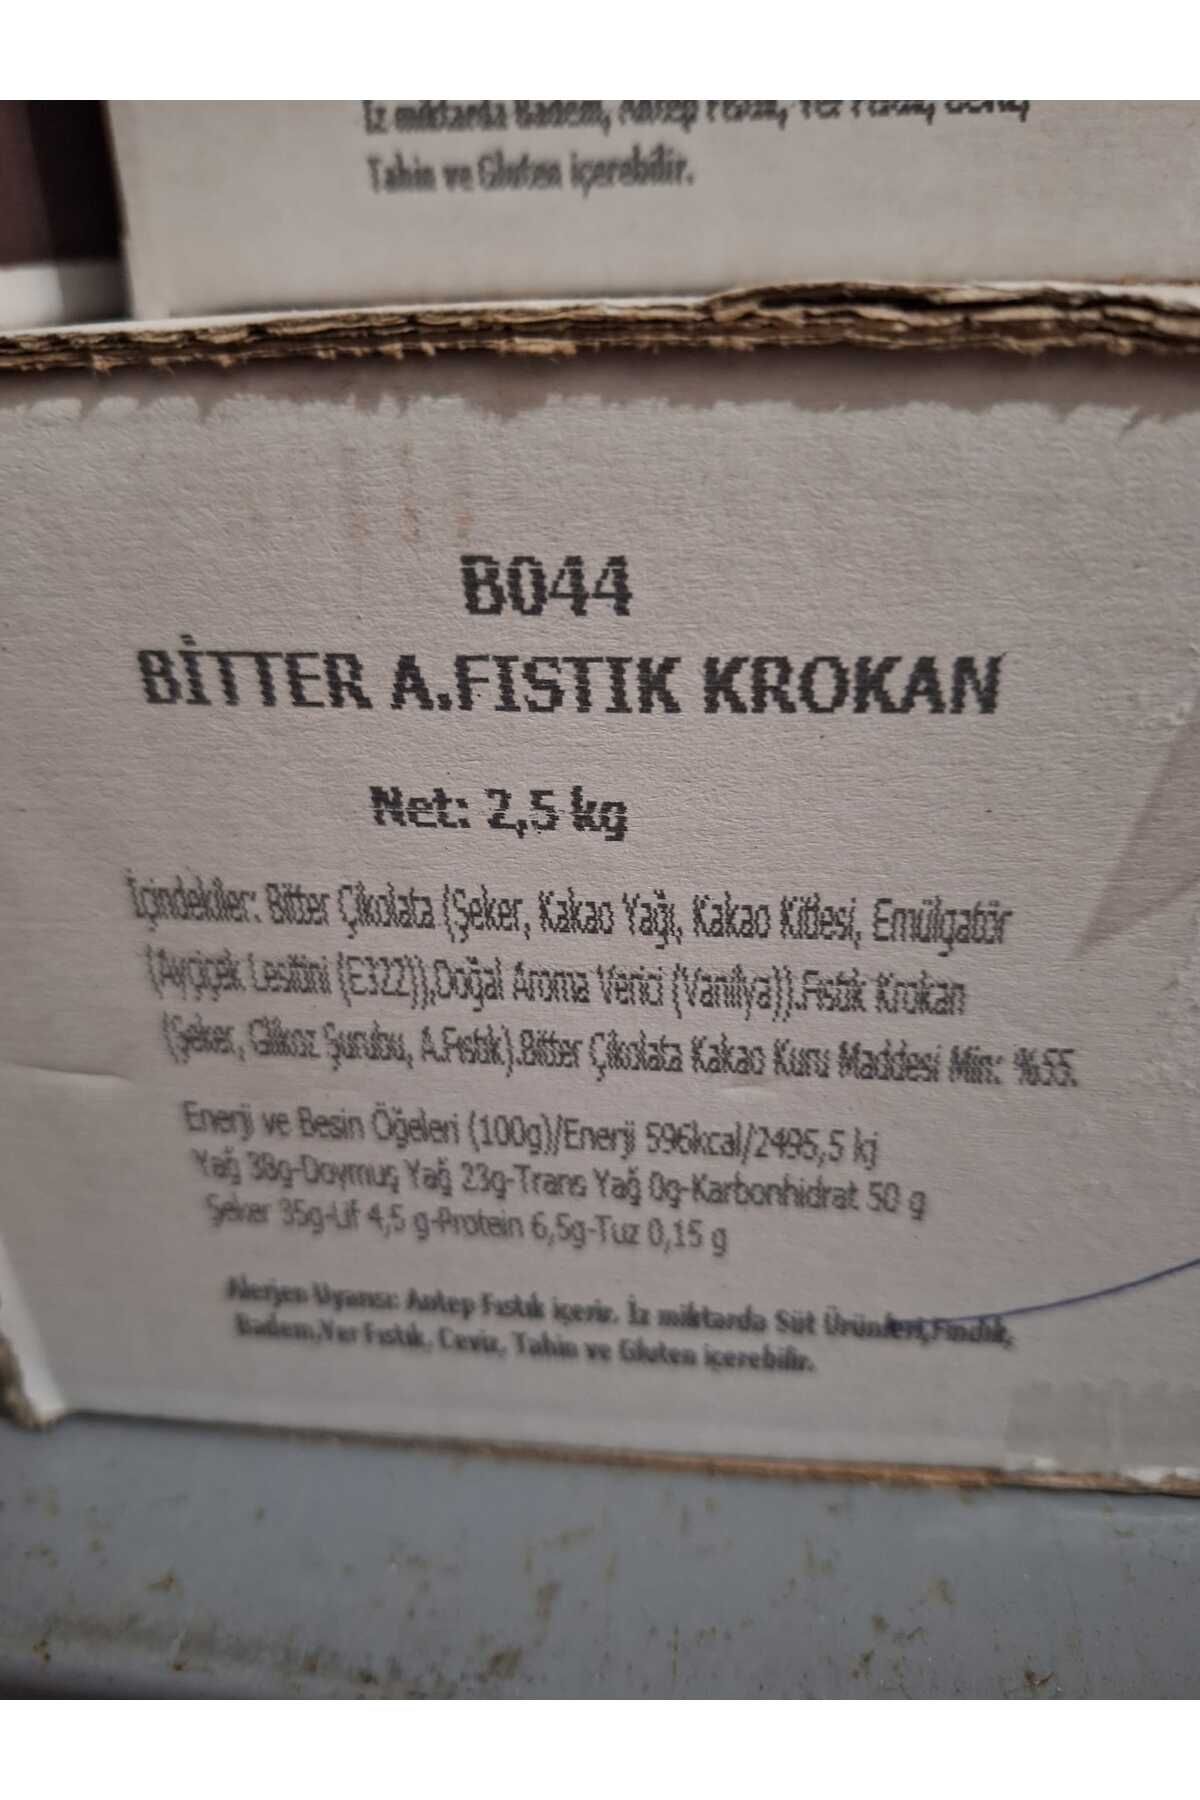 İz miktarda Badem, Antep Fıstık, Yer Fıstık, Ceviz,
Tahin ve Gluten içerebilir.
B044
BİTTER A.FISTIK KROKAN
Net: 2,5 kg
İçindekiler: Bitter Çikolata (Şeker, Kakao Yağı, Kakao Kitlesi, Emülgatör
(Ayçiçek Lesitini (E322)),Doğal Aroma Verici (Vanilya)).Fıstık Krokan
(Şeker, Glikoz Şurubu, A.Fıstık).Bitter Çikolata Kakao Kuru Maddesi Min: %55.
Enerji ve Besin Öğeleri (100g)/Enerji 596kcal/2495,5 kj
Yağ 38g-Doymuş Yağ 23g-Trans Yağ 0g-Karbonhidrat 50 g
Şeker 35g-Lif 4,5 g-Protein 6,5g-Tuz 0,15 g
Alerjen Uyarısı: Antep Fıstık içerir. İz miktarda Süt Ürünleri,Fındık,
Badem,Yer Fıstık, Ceviz, Tahin ve Gluten içerebilir.